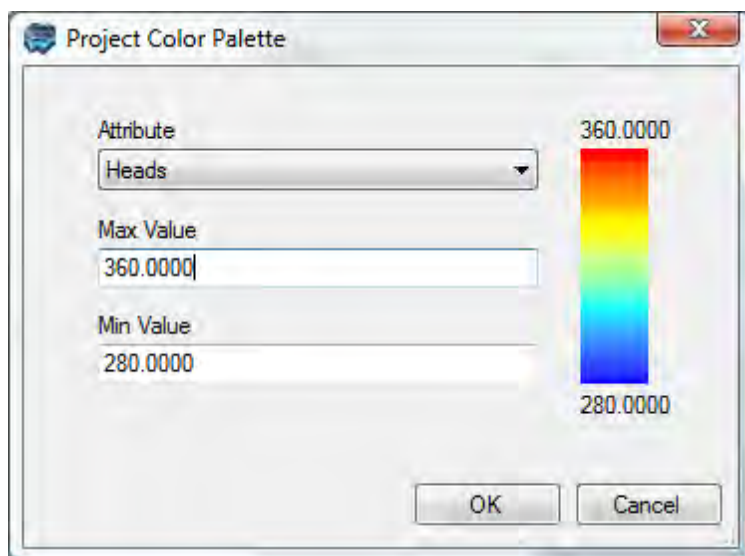 Project Color Palette
Attribute
Heads
Max Value
360.0000
Min Value
280.0000
360.0000
280.0000
OK
Cancel